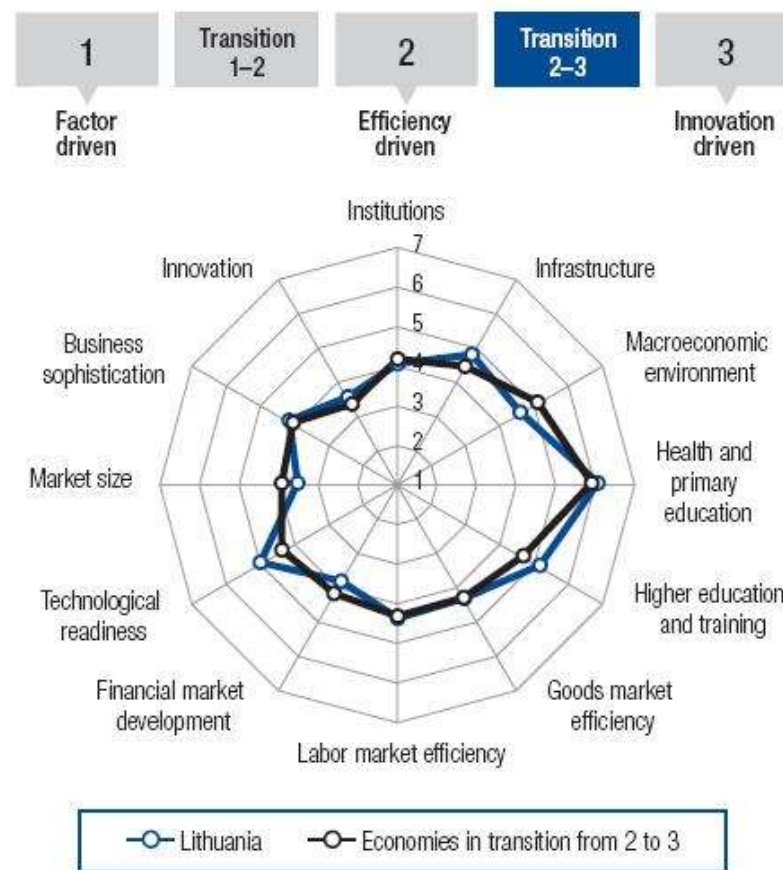 1
Transition
1–2
2
Transition
2–3
3
Factor
driven
Efficiency
driven
Innovation
driven
Institutions
7
6
5
4
3
2
1
Infrastructure
Macroeconomic
environment
Health and
primary
education
Higher education
and training
Goods market
efficiency
Labor market efficiency
Financial market
development
Technological
readiness
Market size
Business
sophistication
Innovation
Lithuania
Economies in transition from 2 to 3